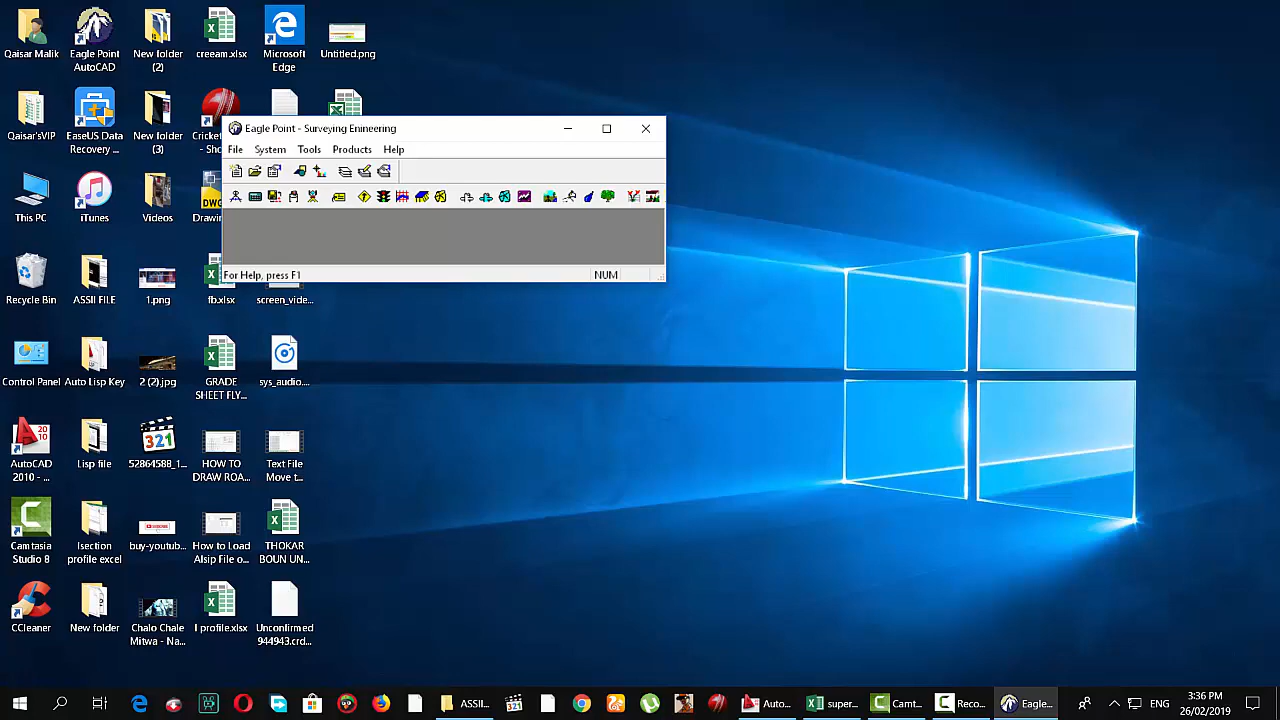 Qaisar Malik
Eagle Point
AutoCAD
New folder
(2)
creeam.xlsx
Microsoft
Edge
Untitled.png
Qaisar'sVIP
EaseUS Data
Recovery ...
New folder
(3)
Cricket
- Sho
Eagle Point - Surveying Enineering
File
System
Tools
Products
Help
For Help, press F1
NUM
This PC
iTunes
Videos
DWG
Drawin
Recycle Bin
ASSII FILE
1.png
fb.xlsx
screen_vide...
Control Panel
Auto Lisp Key
2 (2).jpg
GRADE
SHEET FLY...
sys_audio....
20
10
321
AutoCAD
2010 - ...
Lisp file
52864588_1...
HOW TO
DRAW ROA...
Text File
Move t...
Camtasia
Studio 8
lsection
profile excel
buy-youtub...
How to Load
Alsip File o...
THOKAR
BOUN UN...
CCleaner
New folder
Chalo Chale
Mitwa - Na...
l profile.xlsx
Unconfirmed
944943.crd...
ASSII...
Auto...
super...
Camt...
Reco...
Eagle...
ENG
3:36 PM
26/02/2019